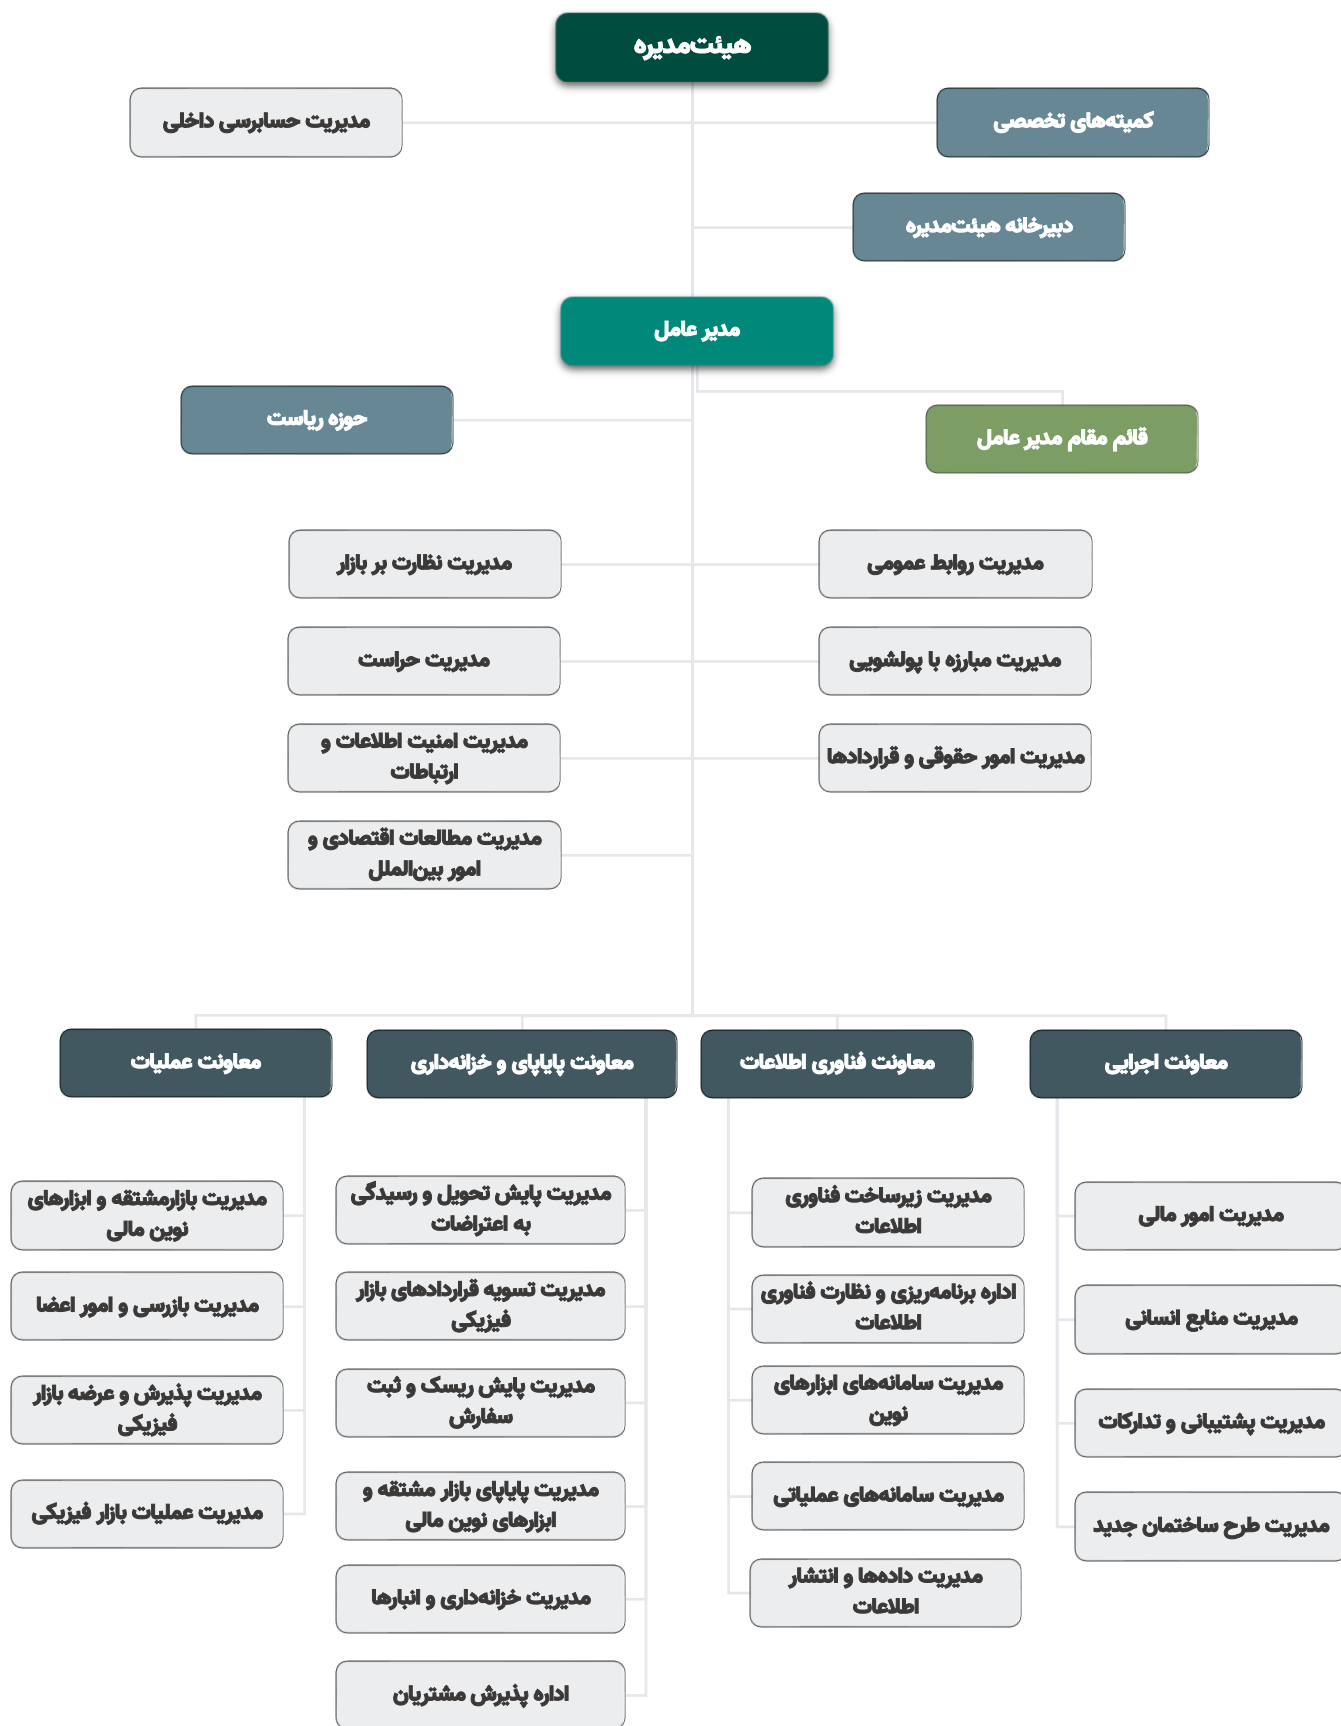 هیئت‌مدیره
کمیته‌های تخصصی
مدیریت حسابرسی داخلی
دبیرخانه هیئت‌مدیره
مدیر عامل
قائم مقام مدیر عامل
حوزه ریاست
مدیریت روابط عمومی
مدیریت نظارت بر بازار
مدیریت مبارزه با پولشویی
مدیریت حراست
مدیریت امور حقوقی و قراردادها
مدیریت امنیت اطلاعات و
ارتباطات
مدیریت مطالعات اقتصادی و
امور بین‌الملل
معاونت اجرایی
مدیریت امور مالی
مدیریت منابع انسانی
مدیریت پشتیبانی و تدارکات
مدیریت طرح ساختمان جدید
معاونت فناوری اطلاعات
مدیریت زیرساخت فناوری
اطلاعات
اداره برنامه‌ریزی و نظارت فناوری
اطلاعات
مدیریت سامانه‌های ابزارهای
نوین
مدیریت سامانه‌های عملیاتی
مدیریت داده‌ها و انتشار
اطلاعات
معاونت پایاپای و خزانه‌داری
مدیریت پایش تحویل و رسیدگی
به اعتراضات
مدیریت تسویه قراردادهای بازار
فیزیکی
مدیریت پایش ریسک و ثبت
سفارش
مدیریت پایاپای بازار مشتقه و
ابزارهای نوین مالی
مدیریت خزانه‌داری و انبارها
اداره پذیرش مشتریان
معاونت عملیات
مدیریت بازارمشتقه و ابزارهای
نوین مالی
مدیریت بازرسی و امور اعضا
مدیریت پذیرش و عرضه بازار
فیزیکی
مدیریت عملیات بازار فیزیکی